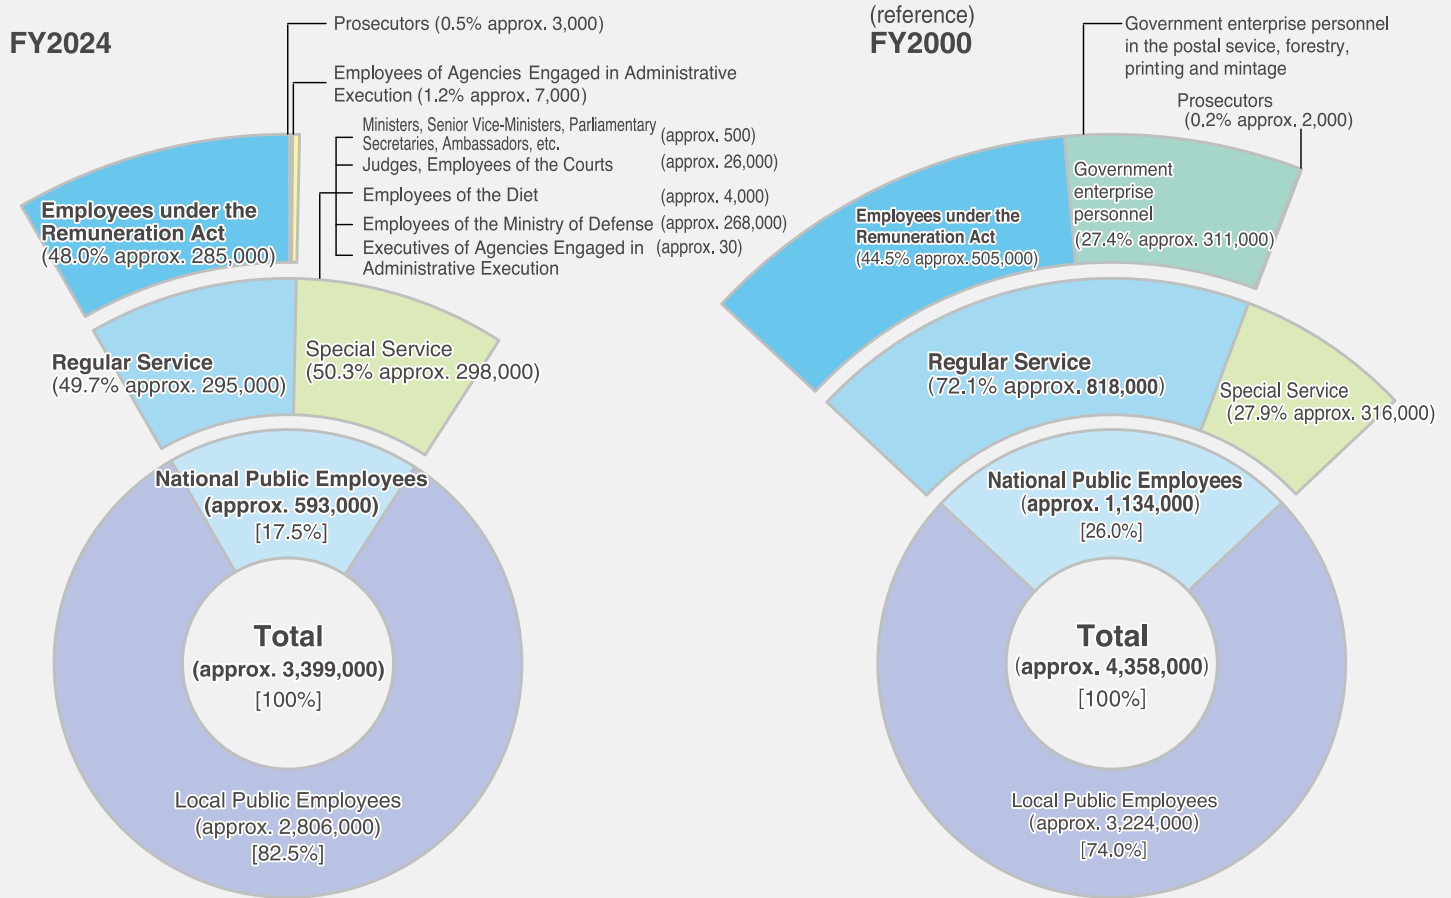 FY2024
Prosecutors (0.5% approx. 3,000)
Employees of Agencies Engaged in Administrative
Execution (1.2% approx. 7,000)
Ministers, Senior Vice-Ministers, Parliamentary
Secretaries, Ambassadors, etc.
(approx. 500)
Judges, Employees of the Courts (approx. 26,000)
Employees of the Diet (approx. 4,000)
Employees of the Ministry of Defense (approx. 268,000)
Executives of Agencies Engaged in (approx. 30)
Administrative Execution
Employees under the
Remuneration Act
(48.0% approx. 285,000)
Regular Service
(49.7% approx. 295,000)
Special Service
(50.3% approx. 298,000)
National Public Employees
(approx. 593,000)
[17.5%]
Total
(approx. 3,399,000)
[100%]
Local Public Employees
(approx. 2,806,000)
[82.5%]
(reference)
FY2000
Government enterprise personnel
in the postal sevice, forestry,
printing and mintage
Prosecutors
(0.2% approx. 2,000)
Government
enterprise
personnel
(27.4% approx. 311,000)
Employees under the
Remuneration Act
(44.5% approx. 505,000)
Regular Service
(72.1% approx. 818,000)
Special Service
(27.9% approx. 316,000)
National Public Employees
(approx. 1,134,000)
[26.0%]
Total
(approx. 4,358,000)
[100%]
Local Public Employees
(approx. 3,224,000)
[74.0%]